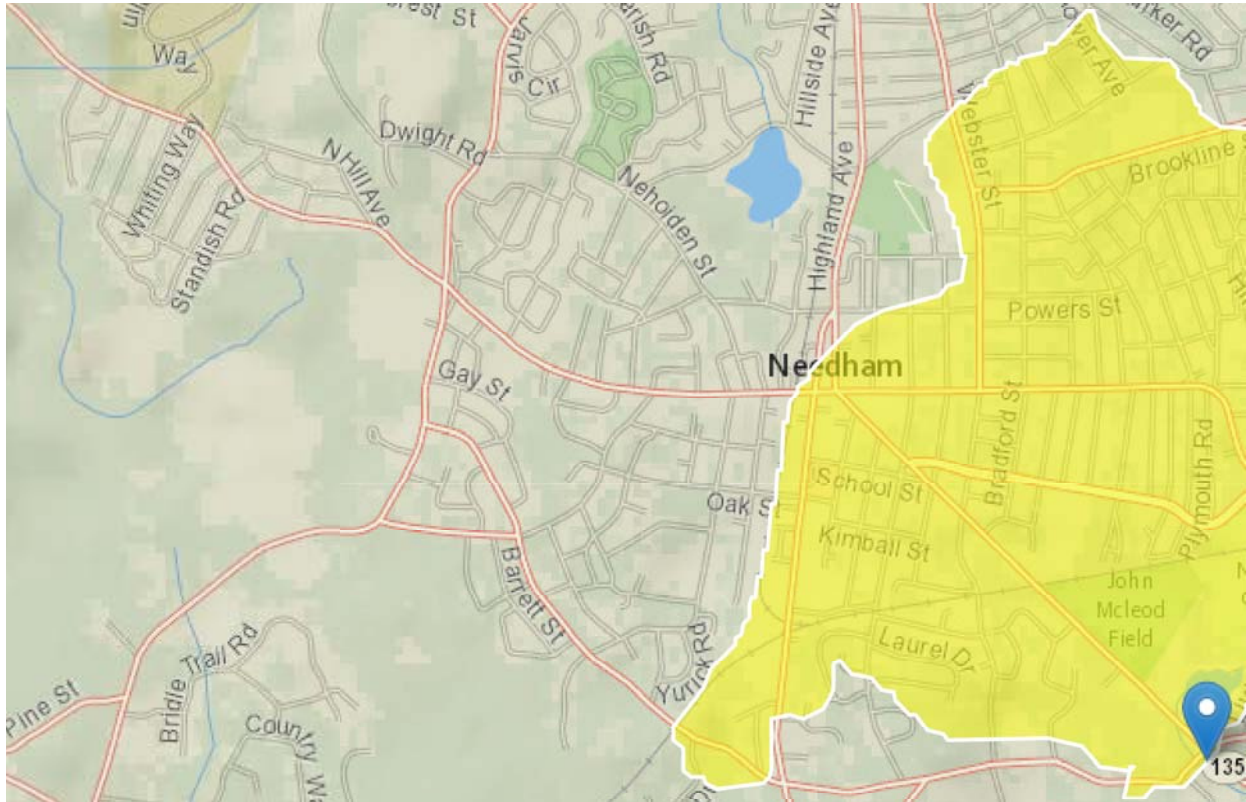 Jarvis
Cir
Dwight Rd
Nehoiden St
Hillside Ave
Highland Ave
Webster St
Brookline
Whiting Way
Standish Rd
N Hill Ave
Powers St
Needham
Gay St
Oak St
School St
Bradford St
Plymouth Rd
Kimball St
John
Mcleod
Field
Barrett St
Laurel Dr
Yurick Rd
Bridle Trail Rd
Pine St
Country
135